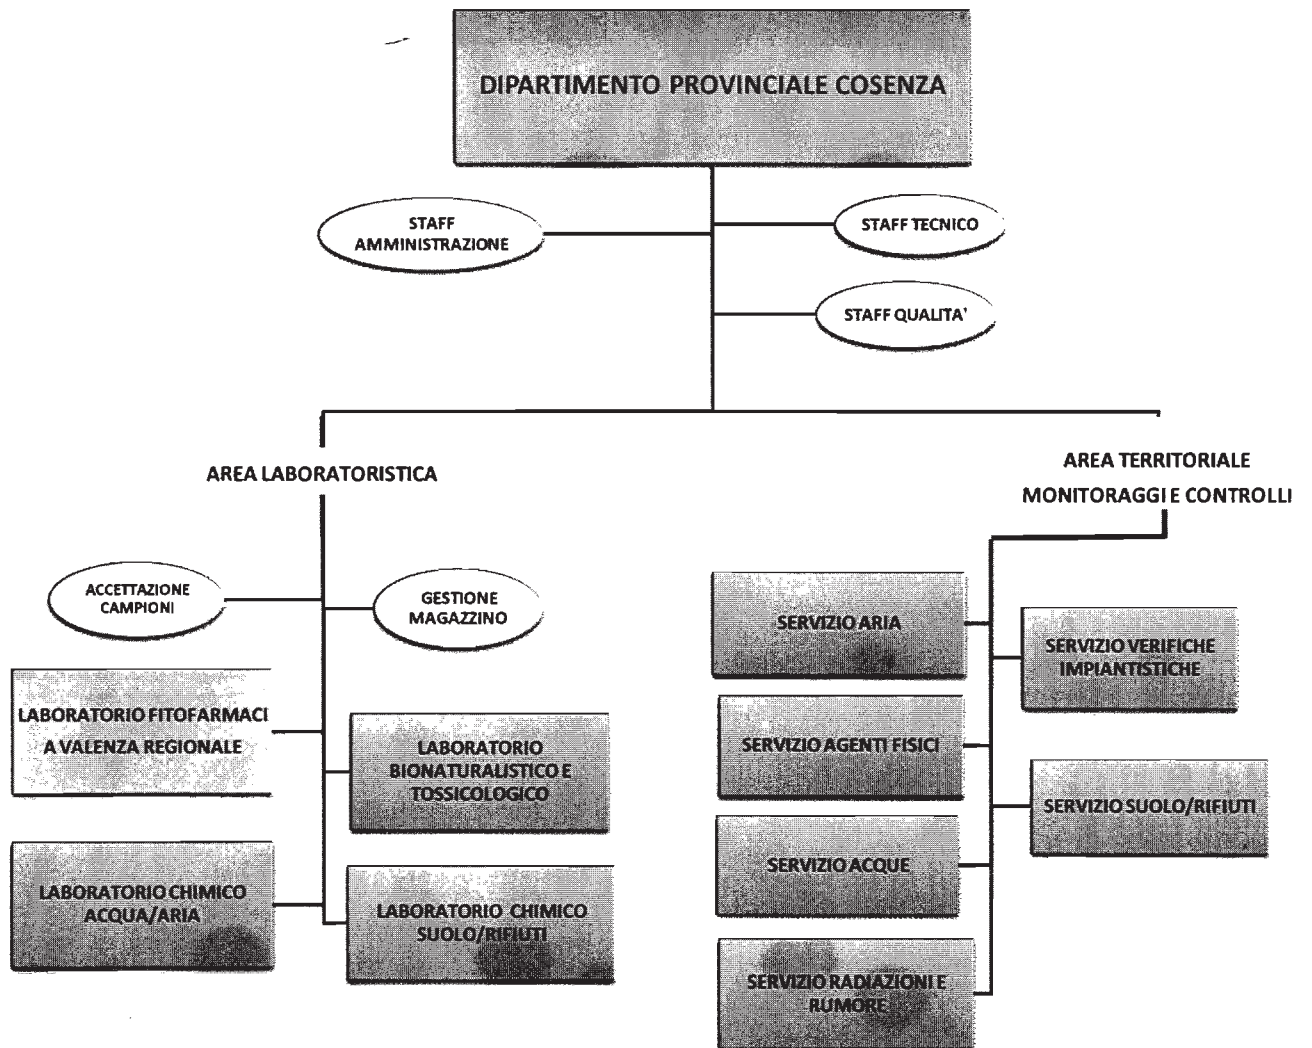 DIPARTIMENTO PROVINCIALE COSENZA
STAFF
AMMINISTRAZIONE
STAFF TECNICO
STAFF QUALITA'
AREA LABORATORISTICA
AREA TERRITORIALE
MONITORAGGI E CONTROLLI
ACCETTAZIONE
CAMPIONI
GESTIONE
MAGAZZINO
LABORATORIO FITOFARMACI
A VALENZA REGIONALE
LABORATORIO
BIONATURALISTICO E
TOSSICOLOGICO
LABORATORIO CHIMICO
ACQUA/ARIA
LABORATORIO CHIMICO
SUOLO/RIFIUTI
SERVIZIO ARIA
SERVIZIO VERIFICHE
IMPIANTISTICHE
SERVIZIO AGENTI FISICI
SERVIZIO SUOLO/RIFIUTI
SERVIZIO ACQUE
SERVIZIO RADIAZIONI E
RUMORE